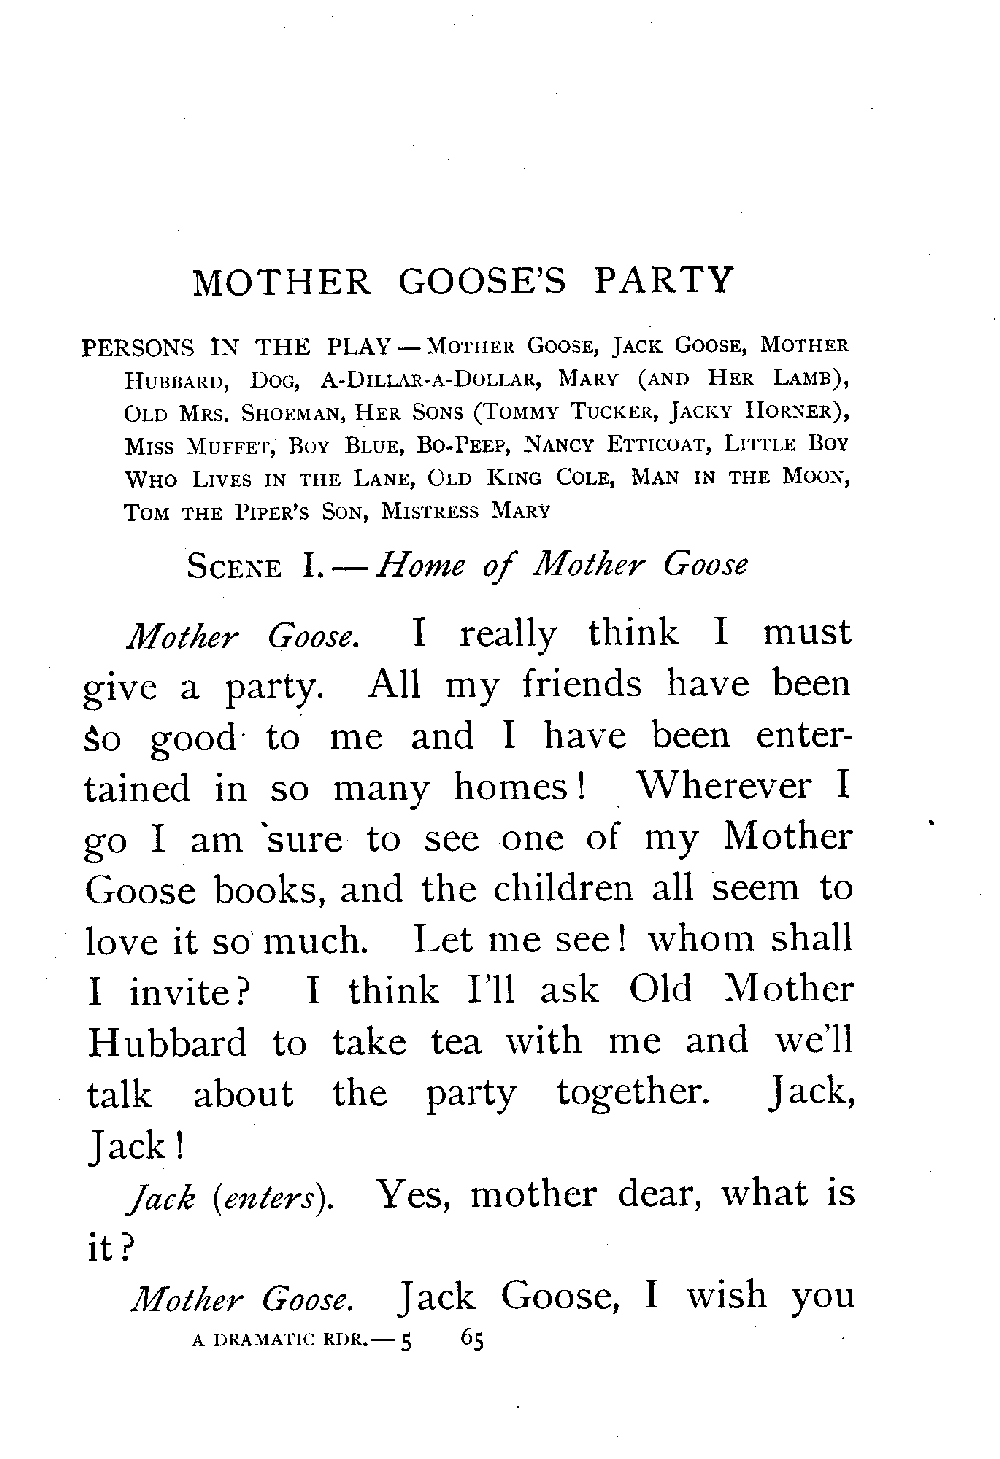 MOTHER GOOSE'S PARTY
PERSONS IN THE PLAY — MOTHER GOOSE, JACK GOOSE, MOTHER
HUBBARD, DOG, A-DILLAR-A-DOLLAR, MARY (AND HER LAMB),
OLD MRS. SHOEMAN, HER SONS (TOMMY TUCKER, JACKY HORNER),
MISS MUFFET, BOY BLUE, BO-PEEP, NANCY ETTICOAT, LITTLE BOY
WHO LIVES IN THE LANE, OLD KING COLE, MAN IN THE MOON,
TOM THE PIPER'S SON, MISTRESS MARY
SCENE I. — Home of Mother Goose
Mother Goose. I really think I must
give a party. All my friends have been
so good to me and I have been enter-
tained in so many homes! Wherever I
go I am sure to see one of my Mother
Goose books, and the children all seem to
love it so much. Let me see! whom shall
I invite? I think I'll ask Old Mother
Hubbard to take tea with me and we'll
talk about the party together. Jack,
Jack!
Jack (enters). Yes, mother dear, what is
it?
Mother Goose. Jack Goose, I wish you
A DRAMATIC RDR. — 5 65